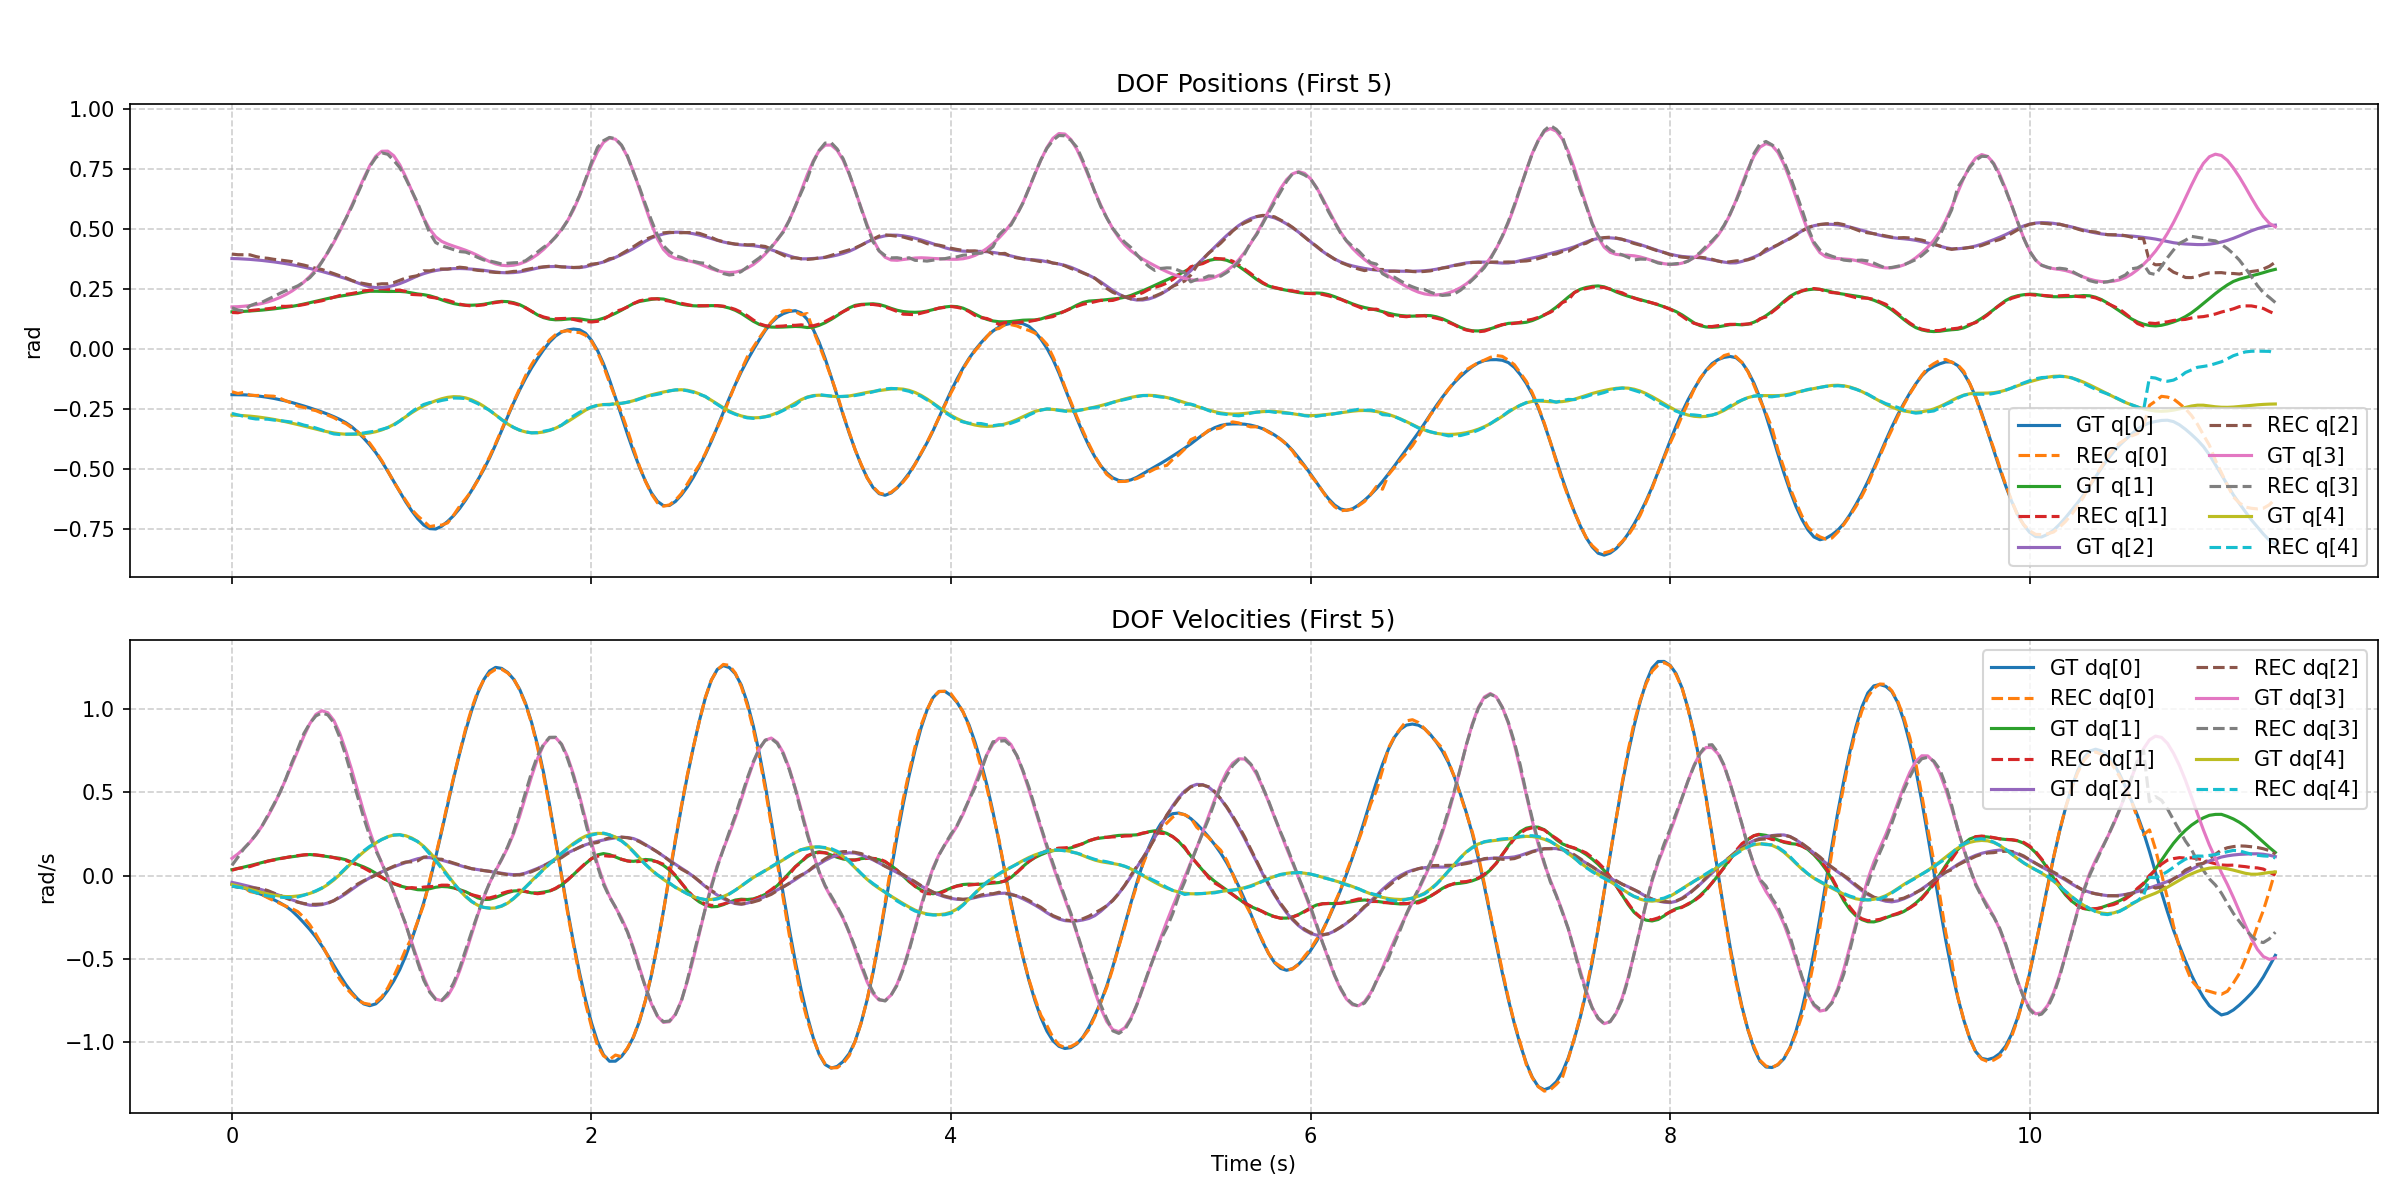 DOF Positions (First 5)
1.00
0.75
0.50
0.25
0.00
−0.25
−0.50
−0.75
rad
GT q[0]
REC q[0]
GT q[1]
REC q[1]
GT q[2]
REC q[2]
GT q[3]
REC q[3]
GT q[4]
REC q[4]
DOF Velocities (First 5)
1.0
0.5
0.0
−0.5
−1.0
rad/s
GT dq[0]
REC dq[0]
GT dq[1]
REC dq[1]
GT dq[2]
REC dq[2]
GT dq[3]
REC dq[3]
GT dq[4]
REC dq[4]
0 2 4 6 8 10
Time (s)